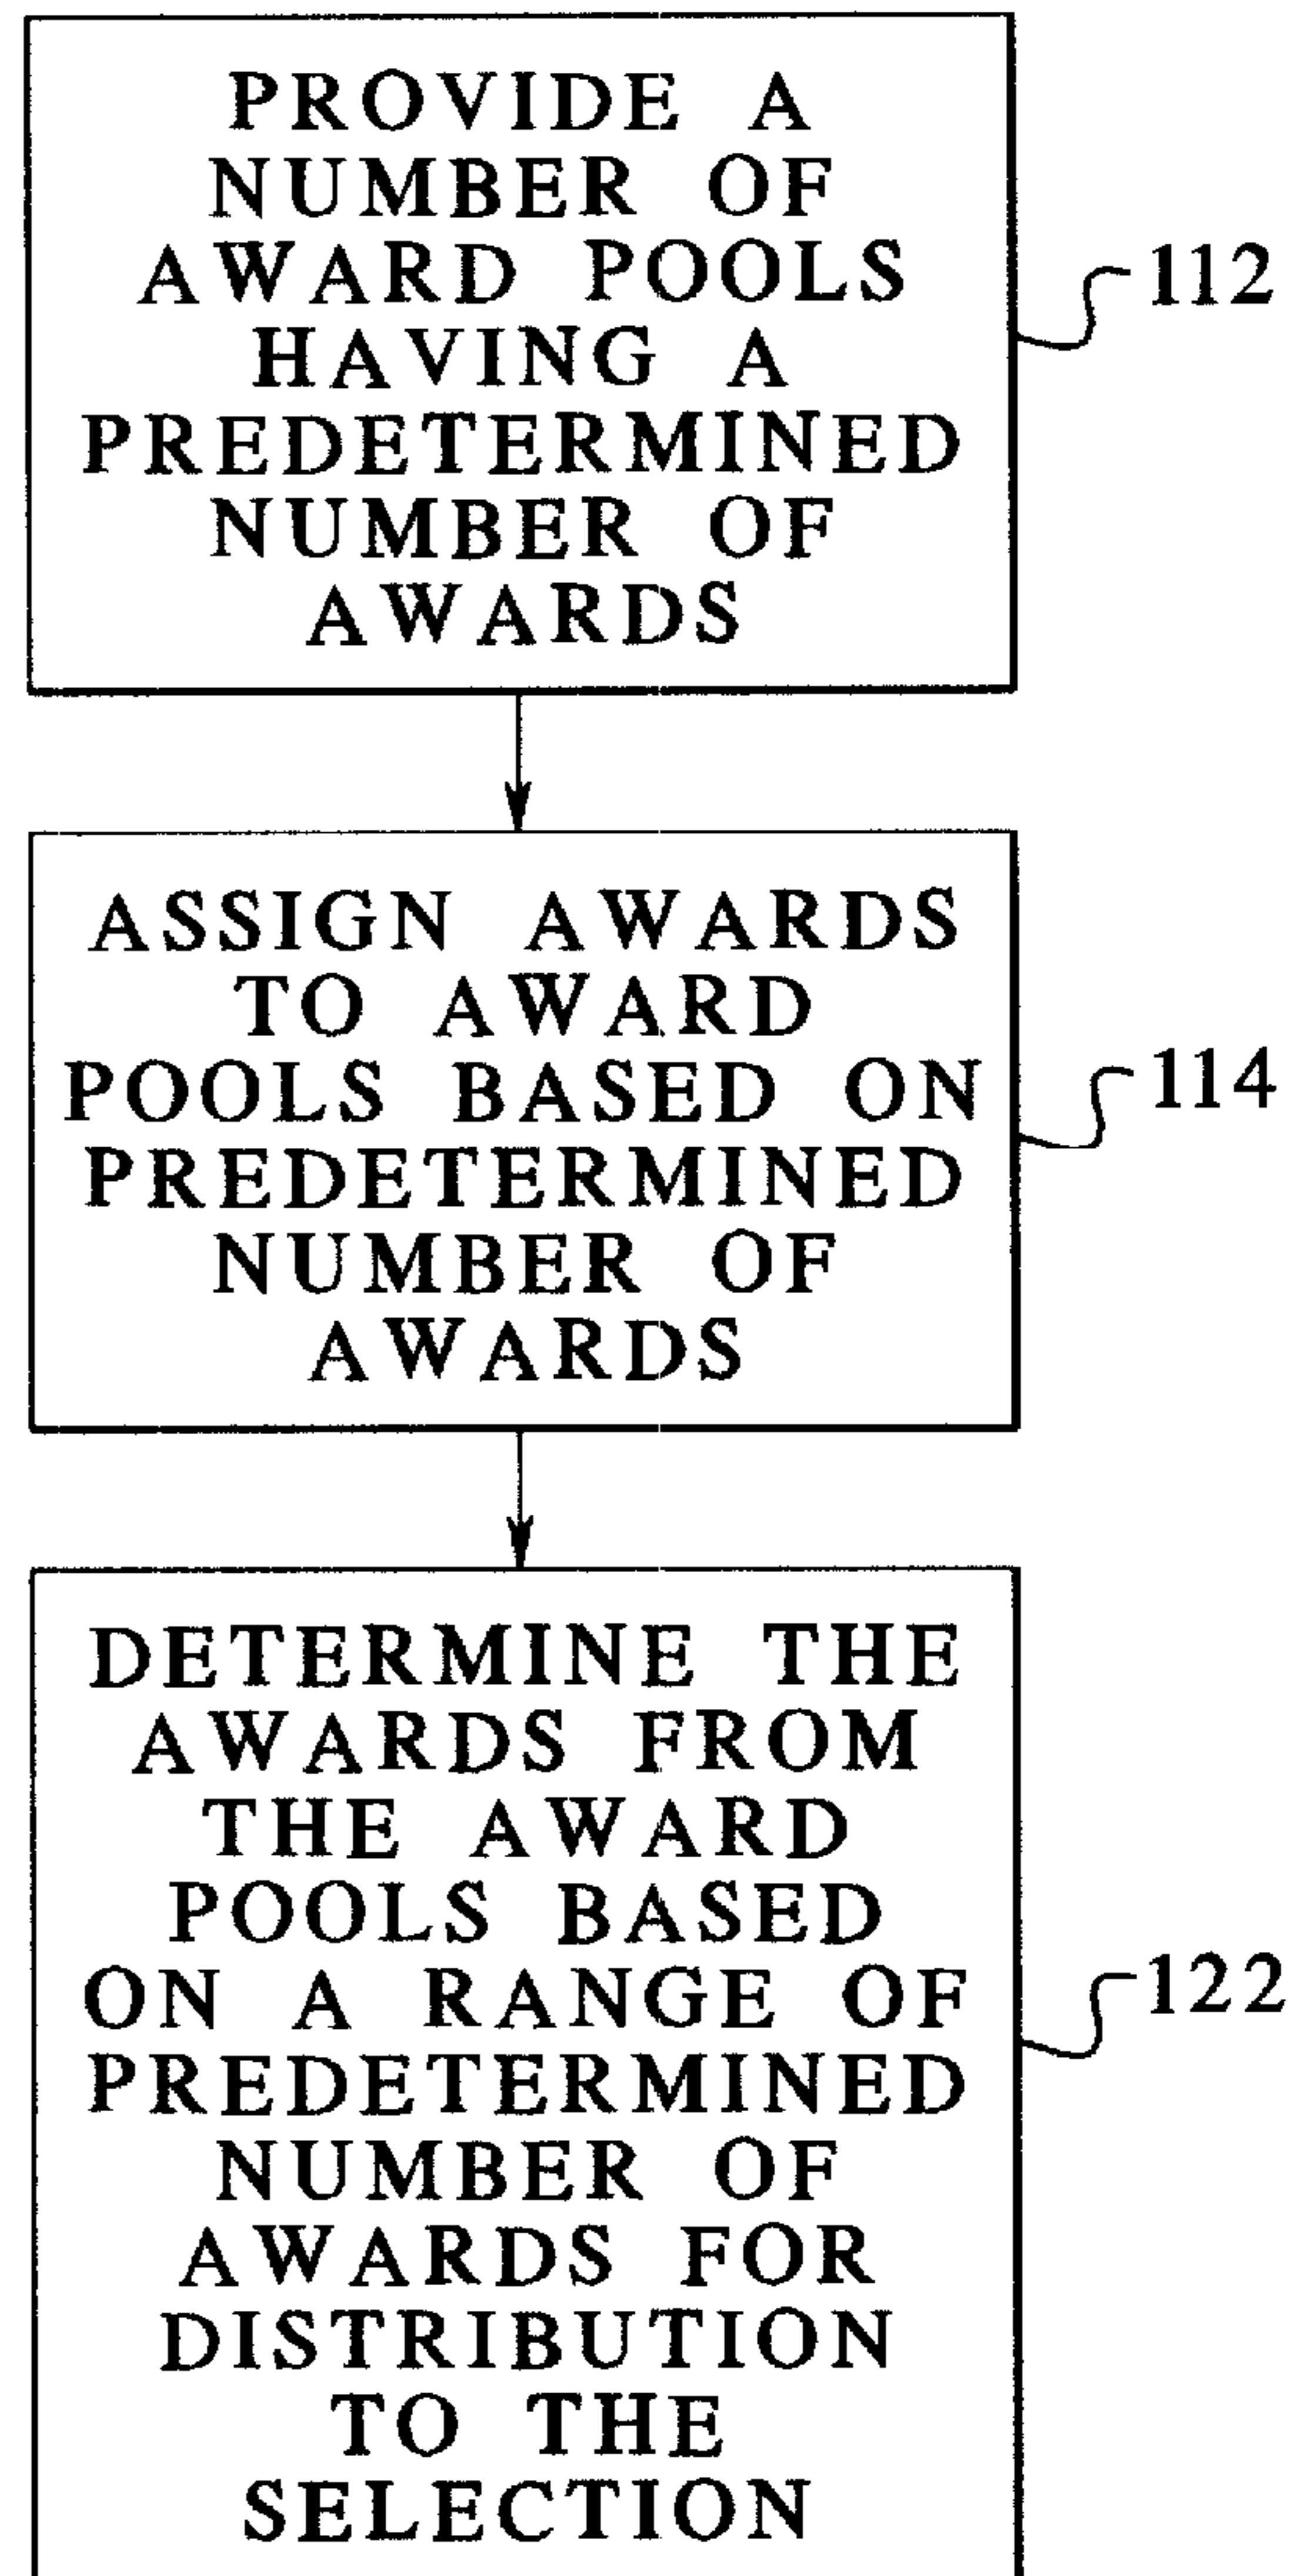 PROVIDE A
NUMBER OF
AWARD POOLS
HAVING A
PREDETERMINED
NUMBER OF
AWARDS
112
ASSIGN AWARDS
TO AWARD
POOLS BASED ON
PREDETERMINED
NUMBER OF
AWARDS
114
DETERMINE THE
AWARDS FROM
THE AWARD
POOLS BASED
ON A RANGE OF
PREDETERMINED
NUMBER OF
AWARDS FOR
DISTRIBUTION
TO THE
SELECTION
122